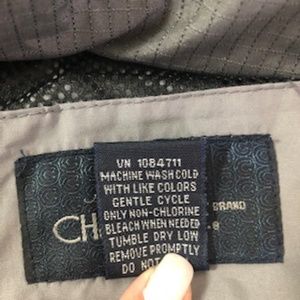 VN 1084711
MACHINE WASH COLD
WITH LIKE COLORS
GENTLE CYCLE
ONLY NON-CHLORINE
BLEACH WHEN NEEDED
TUMBLE DRY LOW
REMOVE PROMPTLY
DO NOT
CH
BRAND